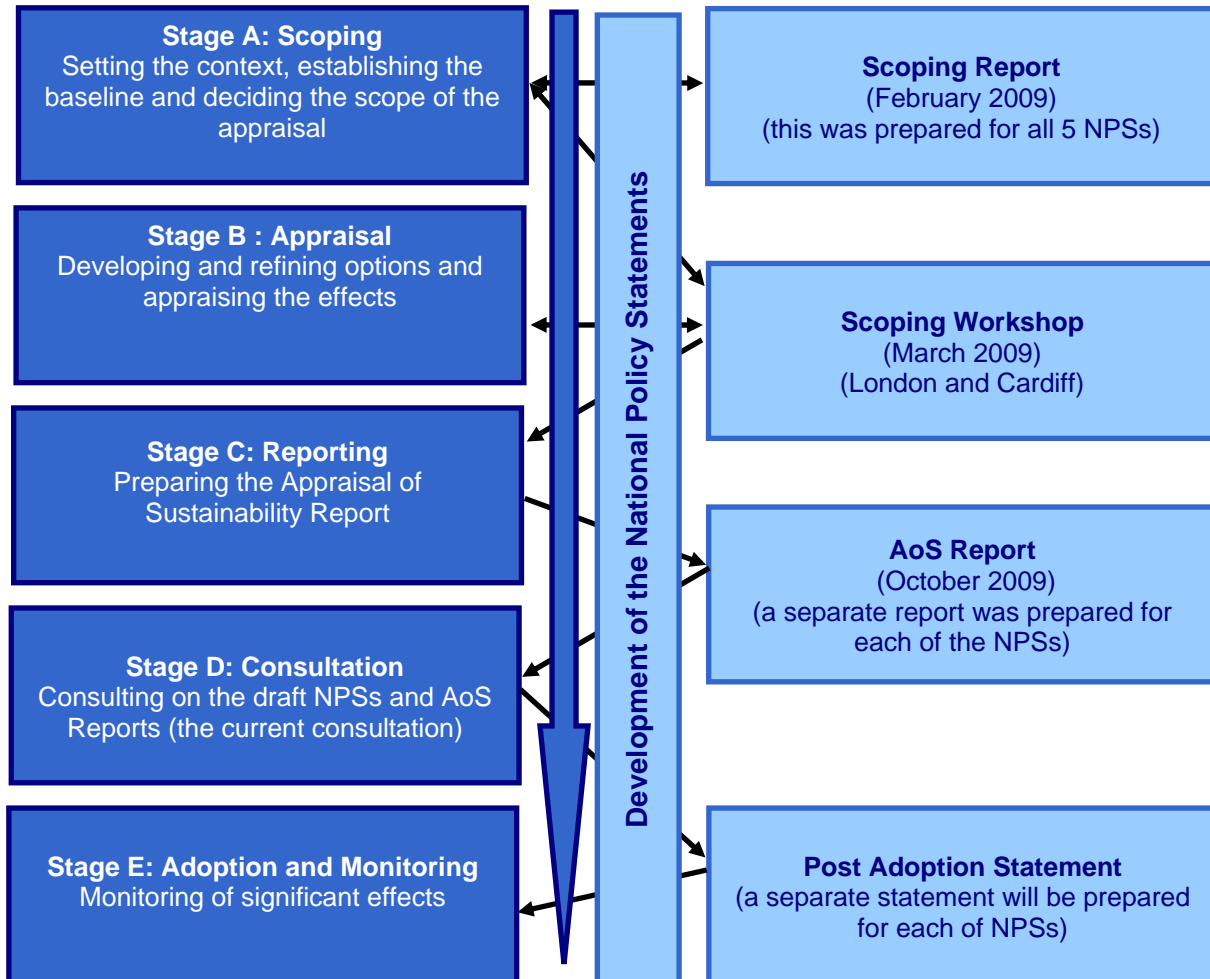 Stage A: Scoping
Setting the context, establishing the
baseline and deciding the scope of the
appraisal
Stage B : Appraisal
Developing and refining options and
appraising the effects
Stage C: Reporting
Preparing the Appraisal of
Sustainability Report
Stage D: Consultation
Consulting on the draft NPSs and AoS
Reports (the current consultation)
Stage E: Adoption and Monitoring
Monitoring of significant effects
Development of the National Policy Statements
Scoping Report
(February 2009)
(this was prepared for all 5 NPSs)
Scoping Workshop
(March 2009)
(London and Cardiff)
AoS Report
(October 2009)
(a separate report was prepared for
each of the NPSs)
Post Adoption Statement
(a separate statement will be prepared
for each of NPSs)